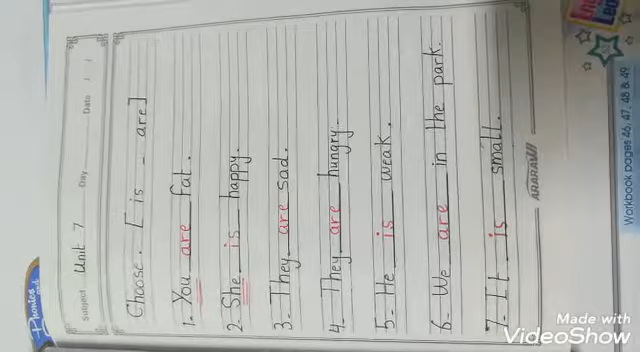 Subject Unit 7 Day Date / /
Choose. [ is - are ]
1- You are fat.
2- She is happy.
3- They are sad.
4- They are hungry.
5- He is weak.
6- We are in the park.
7- It is small.
ARARAWI
Phonics
Workbook pages 46, 47, 48 & 49
Made with
VideoShow